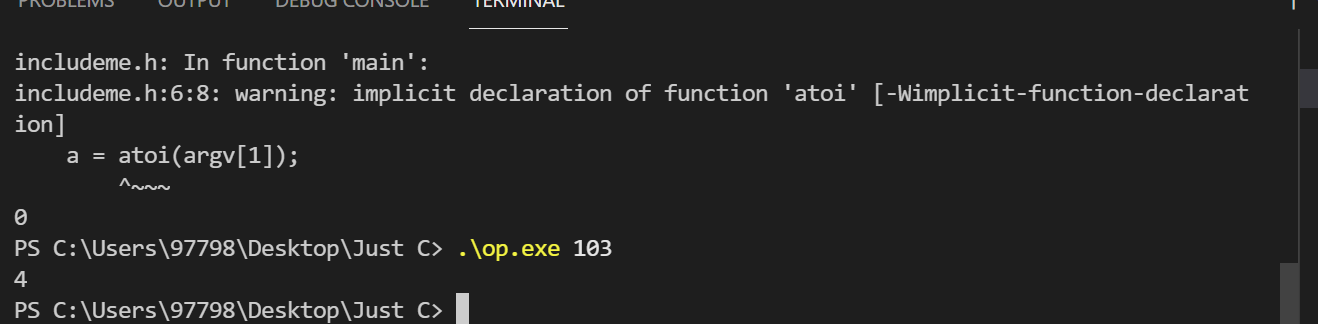 PROBLEMS OUTPUT DEBUG CONSOLE TERMINAL
includeme.h: In function 'main':
includeme.h:6:8: warning: implicit declaration of function 'atoi' [-Wimplicit-function-declarat
ion]
    a = atoi(argv[1]);
        ^~~~
0
PS C:\Users\97798\Desktop\Just C> .\op.exe 103
4
PS C:\Users\97798\Desktop\Just C>